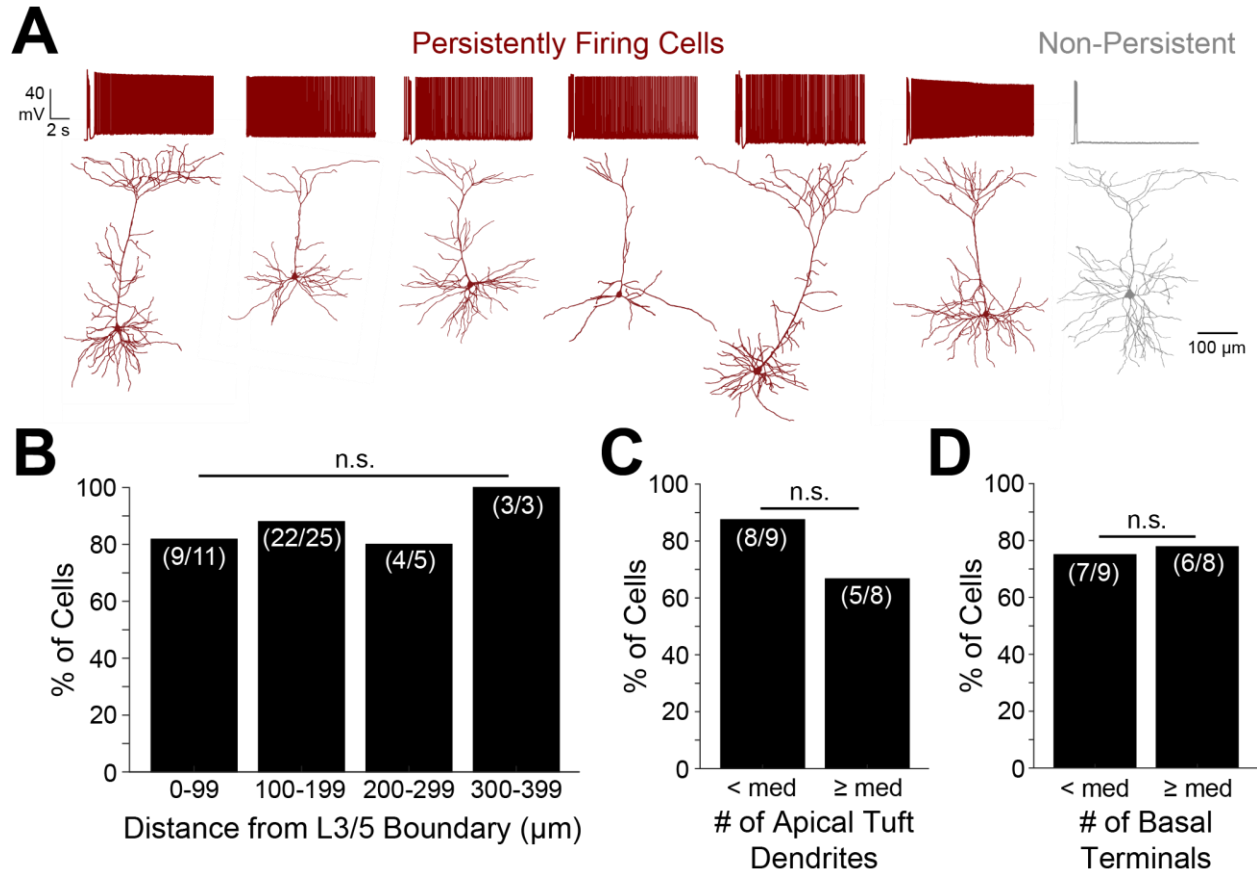 A
Persistently Firing Cells
Non-Persistent
40
mV
2 s
100 µm
B
n.s.
% of Cells
100
80
60
40
20
0
(9/11)
(22/25)
(4/5)
(3/3)
0-99
100-199
200-299
300-399
Distance from L3/5 Boundary (µm)
C
n.s.
% of Cells
100
80
60
40
20
0
(8/9)
(5/8)
< med
≥ med
# of Apical Tuft
Dendrites
D
n.s.
% of Cells
100
80
60
40
20
0
(7/9)
(6/8)
< med
≥ med
# of Basal
Terminals